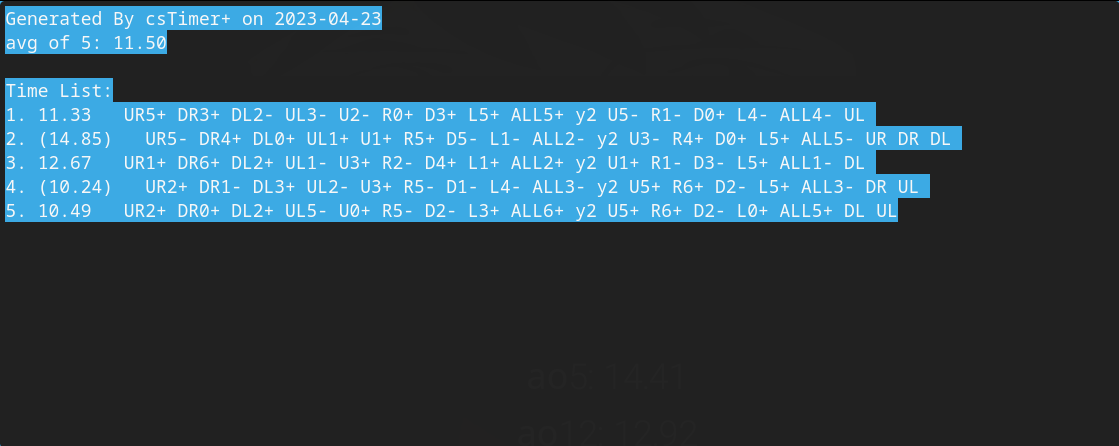 Generated By csTimer+ on 2023-04-23
avg of 5: 11.50
Time List:
1. 11.33   UR5+ DR3+ DL2- UL3- U2- R0+ D3+ L5+ ALL5+ y2 U5- R1- D0+ L4- ALL4- UL
2. (14.85)   UR5- DR4+ DL0+ UL1+ U1+ R5+ D5- L1- ALL2- y2 U3- R4+ D0+ L5+ ALL5- UR DR DL
3. 12.67   UR1+ DR6+ DL2+ UL1- U3+ R2- D4+ L1+ ALL2+ y2 U1+ R1- D3- L5+ ALL1- DL
4. (10.24)   UR2+ DR1- DL3+ UL2- U3+ R5- D1- L4- ALL3- y2 U5+ R6+ D2- L5+ ALL3- DR UL
5. 10.49   UR2+ DR0+ DL2+ UL5- U0+ R5- D2- L3+ ALL6+ y2 U5+ R6+ D2- L0+ ALL5+ DL UL
ao5: 14.41
ao12: 12.97